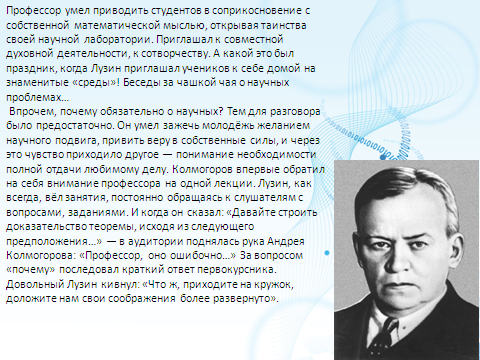 Профессор умел приводить студентов в соприкосновение с
собственной математической мыслью, открывая таинства
своей научной лаборатории. Приглашал к совместной
духовной деятельности, к сотворчеству. А какой это был
праздник, когда Лузин приглашал учеников к себе домой на
знаменитые «среды»! Беседы за чашкой чая о научных
проблемах...
Впрочем, почему обязательно о научных? Тем для разговора
было предостаточно. Он умел зажечь молодёжь желанием
научного подвига, привить веру в собственные силы, и через
это чувство приходило другое — понимание необходимости
полной отдачи любимому делу. Колмогоров впервые обратил
на себя внимание профессора на одной лекции. Лузин, как
всегда, вёл занятия, постоянно обращаясь к слушателям с
вопросами, заданиями. И когда он сказал: «Давайте строить
доказательство теоремы, исходя из следующего
предположения...» — в аудитории поднялась рука Андрея
Колмогорова: «Профессор, оно ошибочно...» За вопросом
«почему» последовал краткий ответ первокурсника.
Довольный Лузин кивнул: «Что ж, приходите на кружок,
доложите нам свои соображения более развернуто».